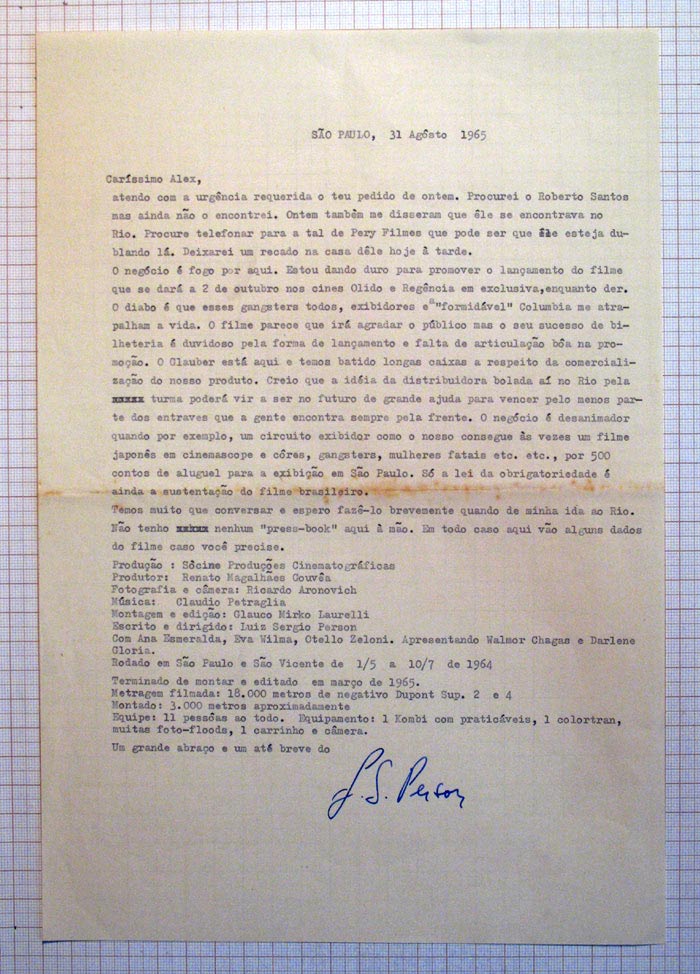 SÃO PAULO, 31 Agôsto 1965
Caríssimo Alex,
atendo com a urgência requerida o teu pedido de ontem. Procurei o Roberto Santos
mas ainda não o encontrei. Ontem também me disseram que êle se encontrava no
Rio. Procure telefonar para a tal de Pery Filmes que pode ser que êle esteja du-
blando lá. Deixarei um recado na casa dêle hoje à tarde.
O negócio é fogo por aqui. Estou dando duro para promover o lançamento do filme
que se dará a 2 de outubro nos cines Olido e Regência em exclusiva,enquanto der.
O diabo é que esses gangsters todos, exibidores e a "formidável" Columbia me atra-
palham a vida. O filme parece que irá agradar o público mas o seu sucesso de bi-
lheteria é duvidoso pela forma de lançamento e falta de articulação bôa na pro-
moção. O Glauber está aqui e temos batido longas caixas a respeito da comerciali-
zação do nosso produto. Creio que a idéia da distribuidora bolada aí no Rio pela
xxxxx turma poderá vir a ser no futuro de grande ajuda para vencer pelo menos par-
te dos entraves que a gente encontra sempre pela frente. O negócio é desanimador
quando por exemplo, um circuito exibidor como o nosso consegue às vezes um filme
japonês em cinemascope e côres, gangsters, mulheres fatais etc. etc., por 500
contos de aluguel para a exibição em São Paulo. Só a lei da obrigatoriedade é
ainda a sustentação do filme brasileiro.
Temos muito que conversar e espero fazê-lo brevemente quando de minha ida ao Rio.
Não tenho xxxxx nenhum "press-book" aqui à mão. Em todo caso aqui vão alguns dados
do filme caso você precise.
Produção : Sócine Produções Cinematográficas
Produtor: Renato Magalhães Gouvêa
Fotografia e câmera: Ricardo Aronovich
Música: Claudio Petraglia
Montagem e edição: Glauco Mirko Laurelli
Escrito e dirigido: Luiz Sergio Person
Com Ana Esmeralda, Eva Wilma, Otello Zeloni. Apresentando Walmor Chagas e Darlene
Gloria.
Rodado em São Paulo e São Vicente de 1/5 a 10/7 de 1964
Terminado de montar e editado em março de 1965.
Metragem filmada: 18.000 metros de negativo Dupont Sup. 2 e 4
Montado: 3.000 metros aproximadamente
Equipe: 11 pessôas ao todo. Equipamento: 1 Kombi com praticáveis, 1 colortran,
muitas foto-floods, 1 carrinho e câmera.
Um grande abraço e um até breve do
L. S. Person